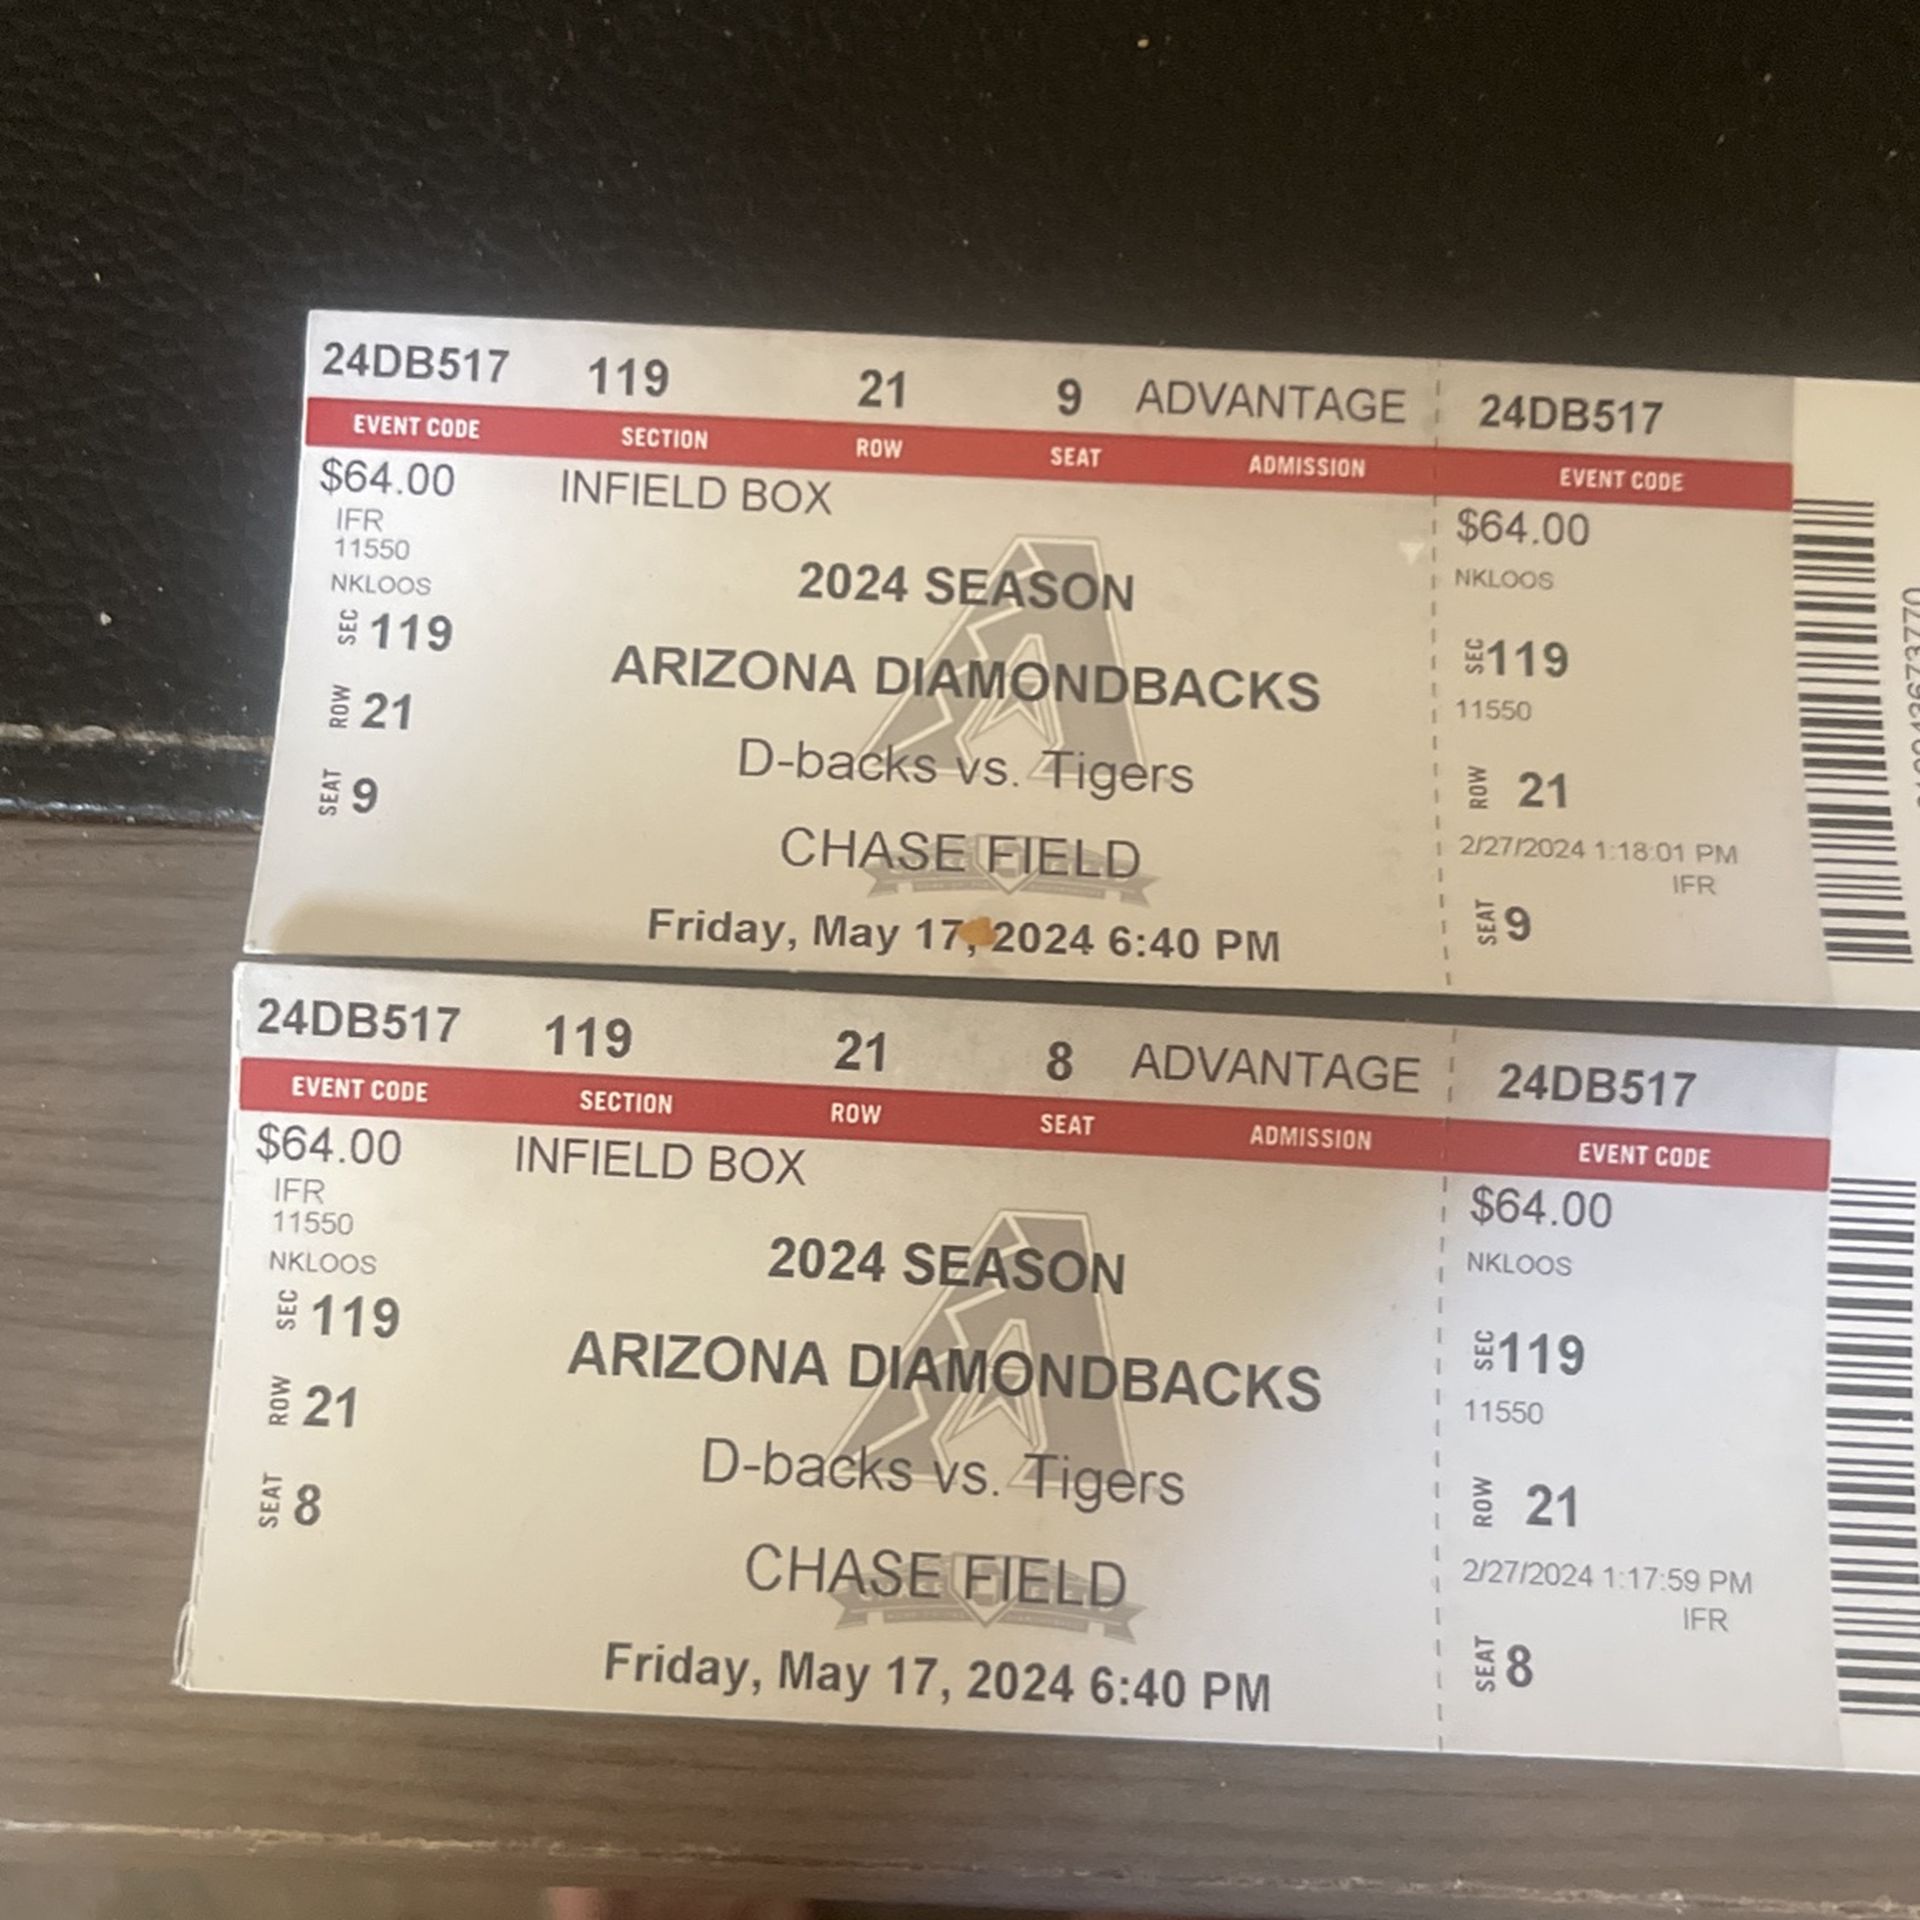 24DB517 119 21 9 ADVANTAGE 24DB517
EVENT CODE SECTION ROW SEAT ADMISSION EVENT CODE
$64.00 INFIELD BOX $64.00
IFR
11550
NKLOOS
2024 SEASON
NKLOOS
SEC 119
ARIZONA DIAMONDBACKS
SEC 119
11550
ROW 21
D-backs vs. Tigers
ROW 21
SEAT 9
CHASE FIELD
2/27/2024 1:18:01 PM
IFR
Friday, May 17, 2024 6:40 PM
SEAT 9
24DB517 119 21 8 ADVANTAGE 24DB517
EVENT CODE SECTION ROW SEAT ADMISSION EVENT CODE
$64.00 INFIELD BOX $64.00
IFR
11550
NKLOOS
2024 SEASON
NKLOOS
SEC 119
ARIZONA DIAMONDBACKS
SEC 119
11550
ROW 21
D-backs vs. Tigers
ROW 21
SEAT 8
CHASE FIELD
2/27/2024 1:17:59 PM
IFR
Friday, May 17, 2024 6:40 PM
SEAT 8